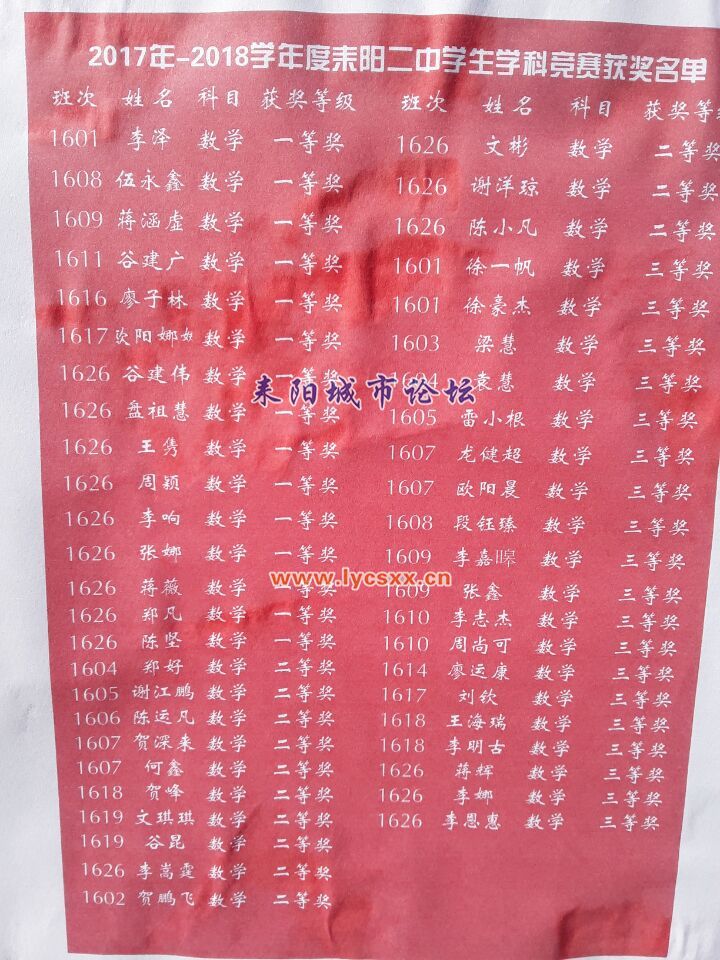 2017年-2018学年度耒阳二中学生学科竞赛获奖名单
班次 姓名 科目 获奖等级
1601 李泽 数学 一等奖
1608 伍永鑫 数学 一等奖
1609 蒋涵虚 数学 一等奖
1611 谷建广 数学 一等奖
1616 廖子林 数学 一等奖
1617 欧阳娜娜 数学 一等奖
1626 谷建伟 数学 一等奖
1626 盘祖慧 数学 一等奖
1626 王隽 数学 一等奖
1626 周颖 数学 一等奖
1626 李响 数学 一等奖
1626 张娜 数学 一等奖
1626 蒋薇 数学 一等奖
1626 郑凡 数学 一等奖
1626 陈坚 数学 一等奖
1604 郑好 数学 二等奖
1605 谢江鹏 数学 二等奖
1606 陈运凡 数学 二等奖
1607 贺深来 数学 二等奖
1607 何鑫 数学 二等奖
1618 贺峰 数学 二等奖
1619 文琪琪 数学 二等奖
1619 谷昆 数学 二等奖
1626 李嵩霆 数学 二等奖
1602 贺鹏飞 数学 二等奖
班次 姓名 科目 获奖等级
1626 文彬 数学 二等奖
1626 谢洋琼 数学 二等奖
1626 陈小凡 数学 二等奖
1601 徐一帆 数学 三等奖
1601 徐豪杰 数学 三等奖
1603 梁慧 数学 三等奖
1604 袁慧 数学 三等奖
1605 雷小根 数学 三等奖
1607 龙健超 数学 三等奖
1607 欧阳晨 数学 三等奖
1608 段钰臻 数学 三等奖
1609 李嘉皞 数学 三等奖
1609 张鑫 数学 三等奖
1610 李志杰 数学 三等奖
1610 周尚可 数学 三等奖
1614 廖运康 数学 三等奖
1617 刘钦 数学 三等奖
1618 王海瑞 数学 三等奖
1618 李明古 数学 三等奖
1626 蒋辉 数学 三等奖
1626 李娜 数学 三等奖
1626 李恩惠 数学 三等奖
耒阳城市论坛
www.lycsxx.cn